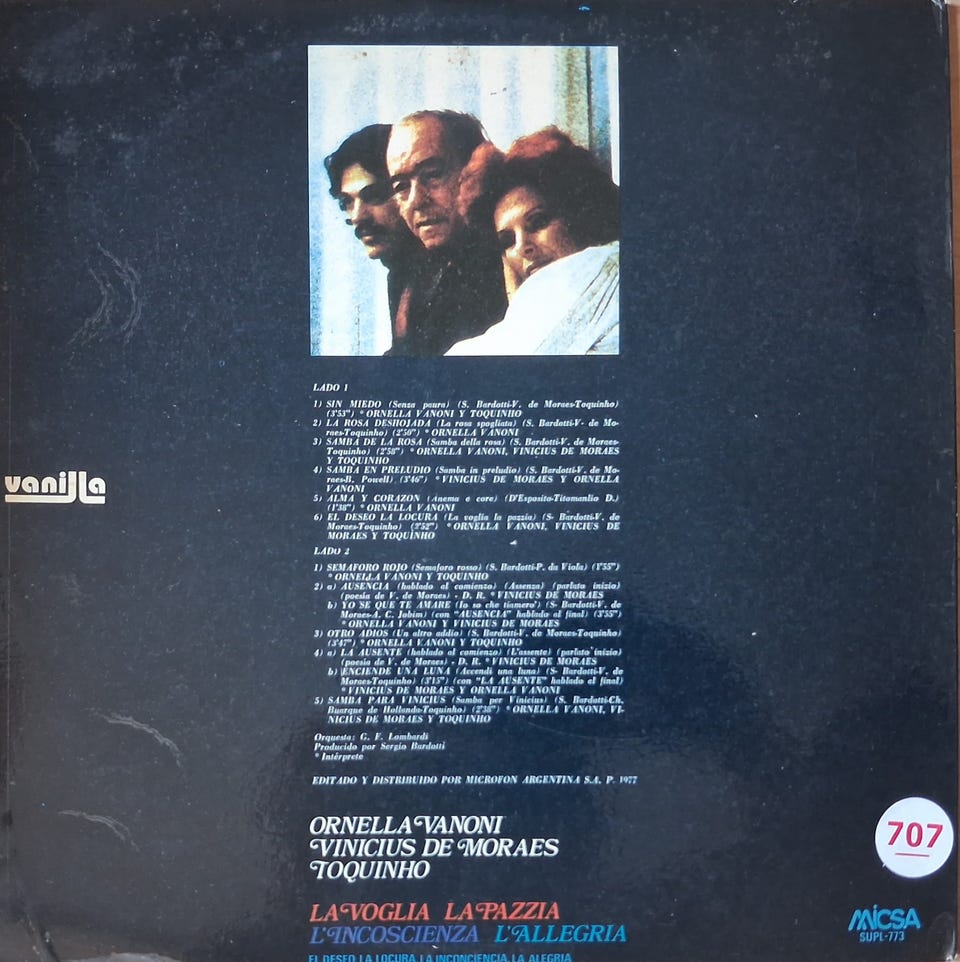 LADO 1
1) SIN MIEDO (Senza paura) (S. Bardotti-V. de Moraes-Toquinho)
(3'53") * ORNELLA VANONI Y TOQUINHO
2) LA ROSA DESHOJADA (La rosa spogliata) (S. Bardotti-V- de Mo-
raes-Toquinho) (2'50") * ORNELLA VANONI
3) SAMBA DE LA ROSA (Samba della rosa) (S. Bardotti-V. de Moraes-
Toquinho) (2'58") * ORNELLA VANONI, VINICIUS DE MORAES
Y TOQUINHO
4) SAMBA EN PRELUDIO (Samba in preludio) (S. Bardotti-V. de Mo-
raes-B. Powell) (3'46") * VINICIUS DE MORAES Y ORNELLA
VANONI
5) ALMA Y CORAZON (Anema e core) (D'Esposito-Titomanlio D.)
(1'38") * ORNELLA VANONI
6) EL DESEO LA LOCURA (La voglia la pazzia) (S- Bardotti-V. de
Moraes-Toquinho) (2'52") * ORNELLA VANONI, VINICIUS DE
MORAES Y TOQUINHO
vanilla
LADO 2
1) SEMAFORO ROJO (Semaforo rosso) (S. Bardotti-P. da Viola) (1'55")
* ORNELLA VANONI Y TOQUINHO
2) a) AUSENCIA (hablado al comienzo) (Assenza) (parlato inizio)
(poesia de V. de Moraes) - D. R. * VINICIUS DE MORAES
b) YO SE QUE TE AMARE (Io so che tiamero') (S- Bardotti-V. de
Moraes-A. C. Jobim) (con "AUSENCIA" hablado al final) (3'55")
* ORNELLA VANONI Y VINICIUS DE MORAES
3) OTRO ADIOS (Un altro addio) (S. Bardotti-V. de Moraes-Toquinho)
(3'47") * ORNELLA VANONI Y TOQUINHO
4) a) LA AUSENTE (hablado al comienzo) (L'assente) (parlato inizio)
(poesia de V. de Moraes) - D. R. * VINICIUS DE MORAES
b) ENCIENDE UNA LUNA (Accendi una luna) (S- Bardotti-V. de
Moraes-Toquinho) (3'15") (con "LA AUSENTE" hablado al final)
* VINICIUS DE MORAES Y ORNELLA VANONI
5) SAMBA PARA VINICIUS (Samba per Vinicius) (S. Bardotti-Ch.
Buarque de Hollanda-Toquinho) (2'38") * ORNELLA VANONI, VI-
NICIUS DE MORAES Y TOQUINHO
Orquesta: G. F. Lombardi
Producido por Sergio Bardotti
* Intérprete
EDITADO Y DISTRIBUIDO POR MICROFON ARGENTINA S.A. P. 1977
ORNELLA VANONI
VINICIUS DE MORAES
TOQUINHO
707
LA VOGLIA LA PAZZIA
L'INCOSCIENZA L'ALLEGRIA
EL DESEO, LA LOCURA, LA INCONCIENCIA, LA ALEGRIA
MICSA
SUPL-773